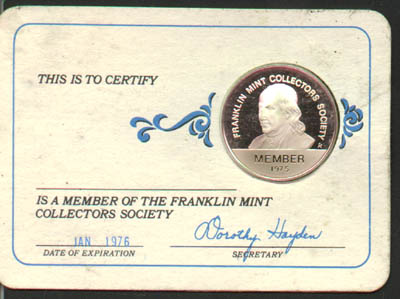 THIS IS TO CERTIFY
FRANKLIN MINT COLLECTORS SOCIETY
MEMBER
1975
IS A MEMBER OF THE FRANKLIN MINT
COLLECTORS SOCIETY
JAN 1976
DATE OF EXPIRATION
Dorothy Hayden
SECRETARY